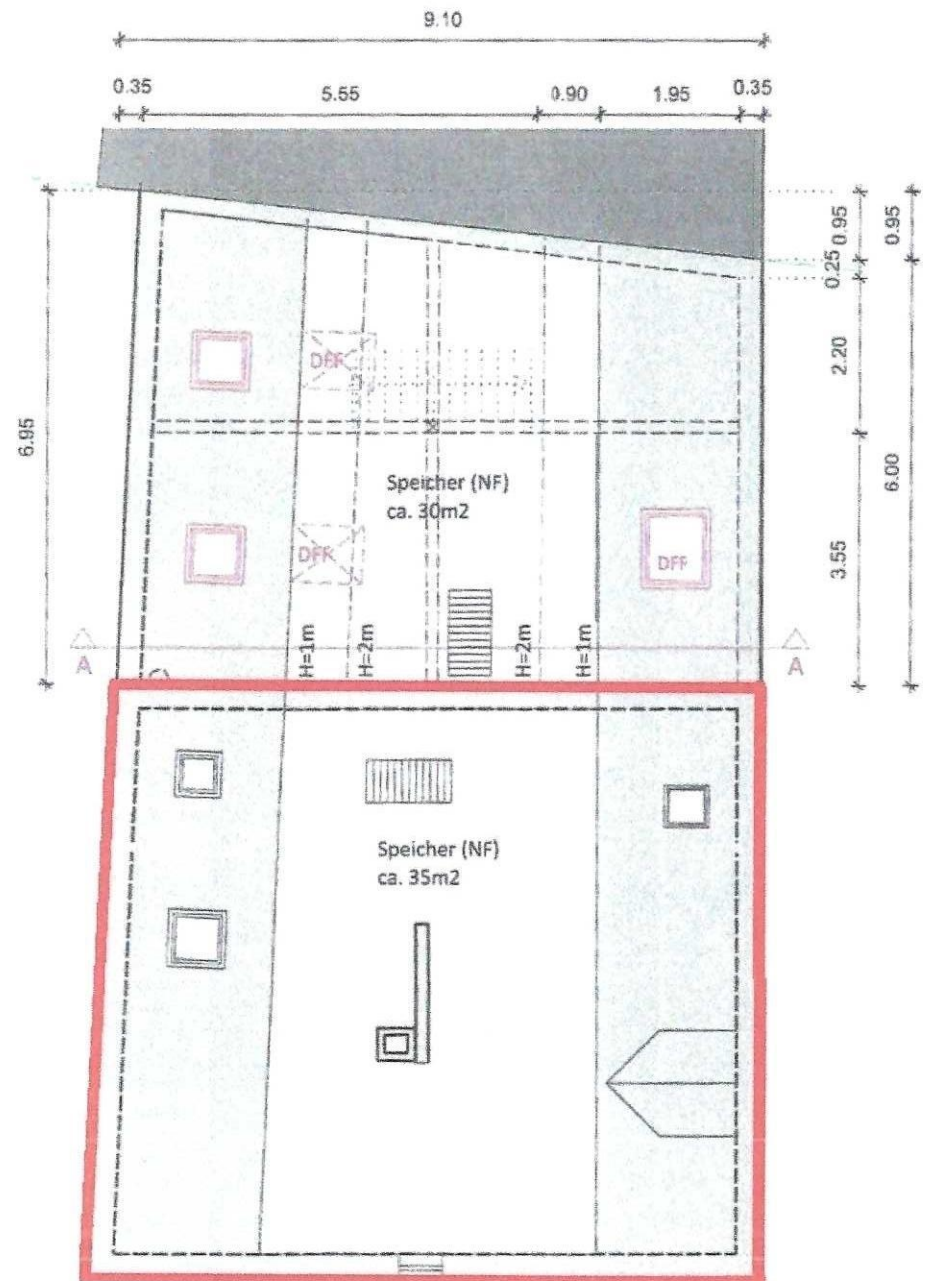 9.10
0.35 5.55 0.90 1.95 0.35
0.95 0.95
0.25
2.20
6.95
6.00
3.55
DFF
DFF
DFF
Speicher (NF)
ca. 30m2
H=1m H=2m H=2m H=1m
A A
Speicher (NF)
ca. 35m2